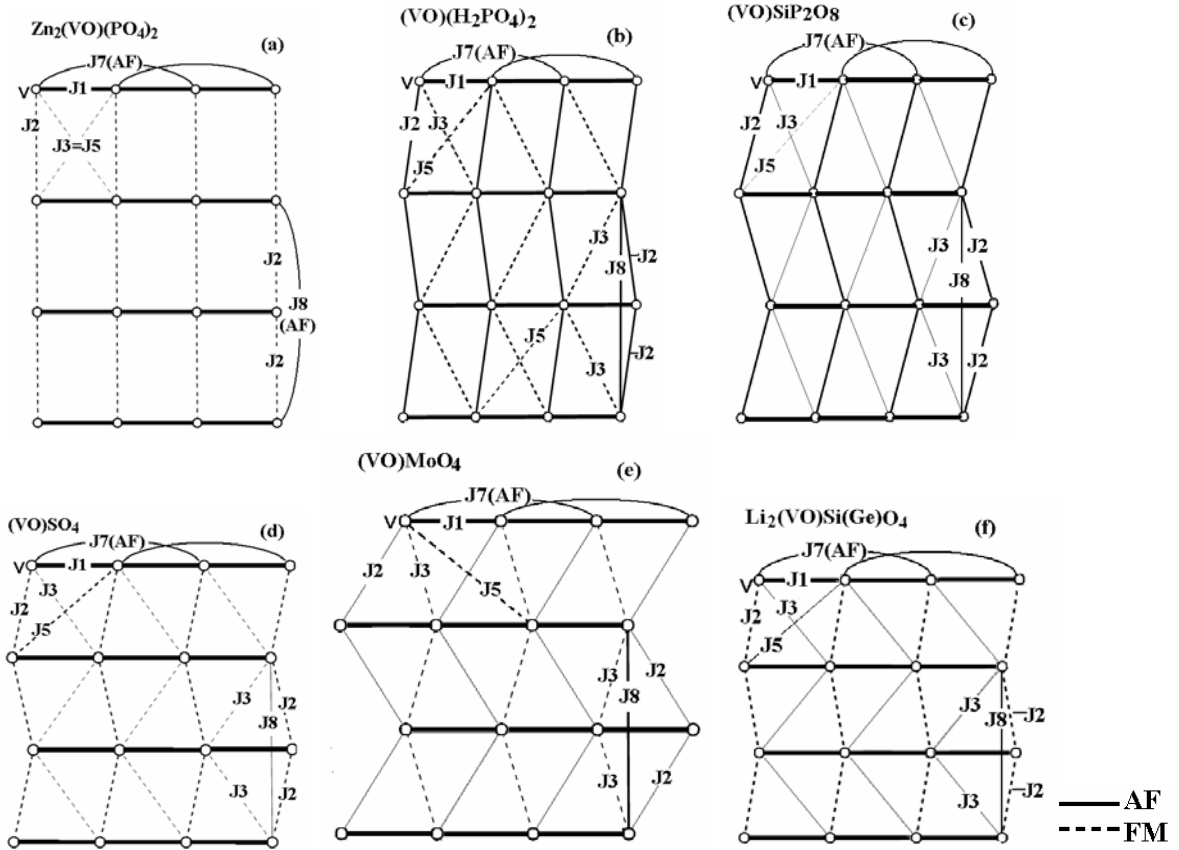 Zn2(VO)(PO4)2
(a)
J7(AF)
V J1
J2
J3=J5
J2
J8
(AF)
J2
(VO)(H2PO4)2
(b)
J7(AF)
V J1
J2 J3
J5
J3
J2
J8
J5
J3
J2
(VO)SiP2O8
(c)
J7(AF)
V J1
J2 J3
J5
J3 J2
J8
J3 J2
(VO)SO4
(d)
J7(AF)
V J1
J2 J3
J5
J3 J2
J8
J3 J2
(VO)MoO4
(e)
J7(AF)
V J1
J2 J3
J5
J3 J2
J8
J3 J2
Li2(VO)Si(Ge)O4
(f)
J7(AF)
V J1
J2 J3
J5
J3 J8 J2
J3 J2
AF
FM